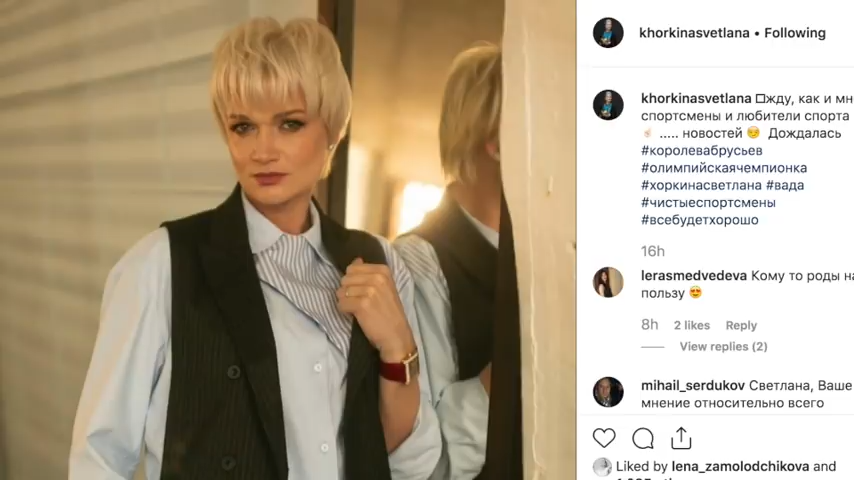 khorkinasvetlana • Following
khorkinasvetlana жду, как и мн
спортсмены и любители спорта
..... новостей Дождалась
#королевабрусьев
#олимпийскаячемпионка
#хоркинасветлана #вада
#чистыеспортсмены
#всебудетхорошо
16h
lerasmedvedeva Кому то роды на
пользу
8h 2 likes Reply
View replies (2)
mihail_serdukov Светлана, Ваше
мнение относительно всего
Liked by lena_zamolodchikova and